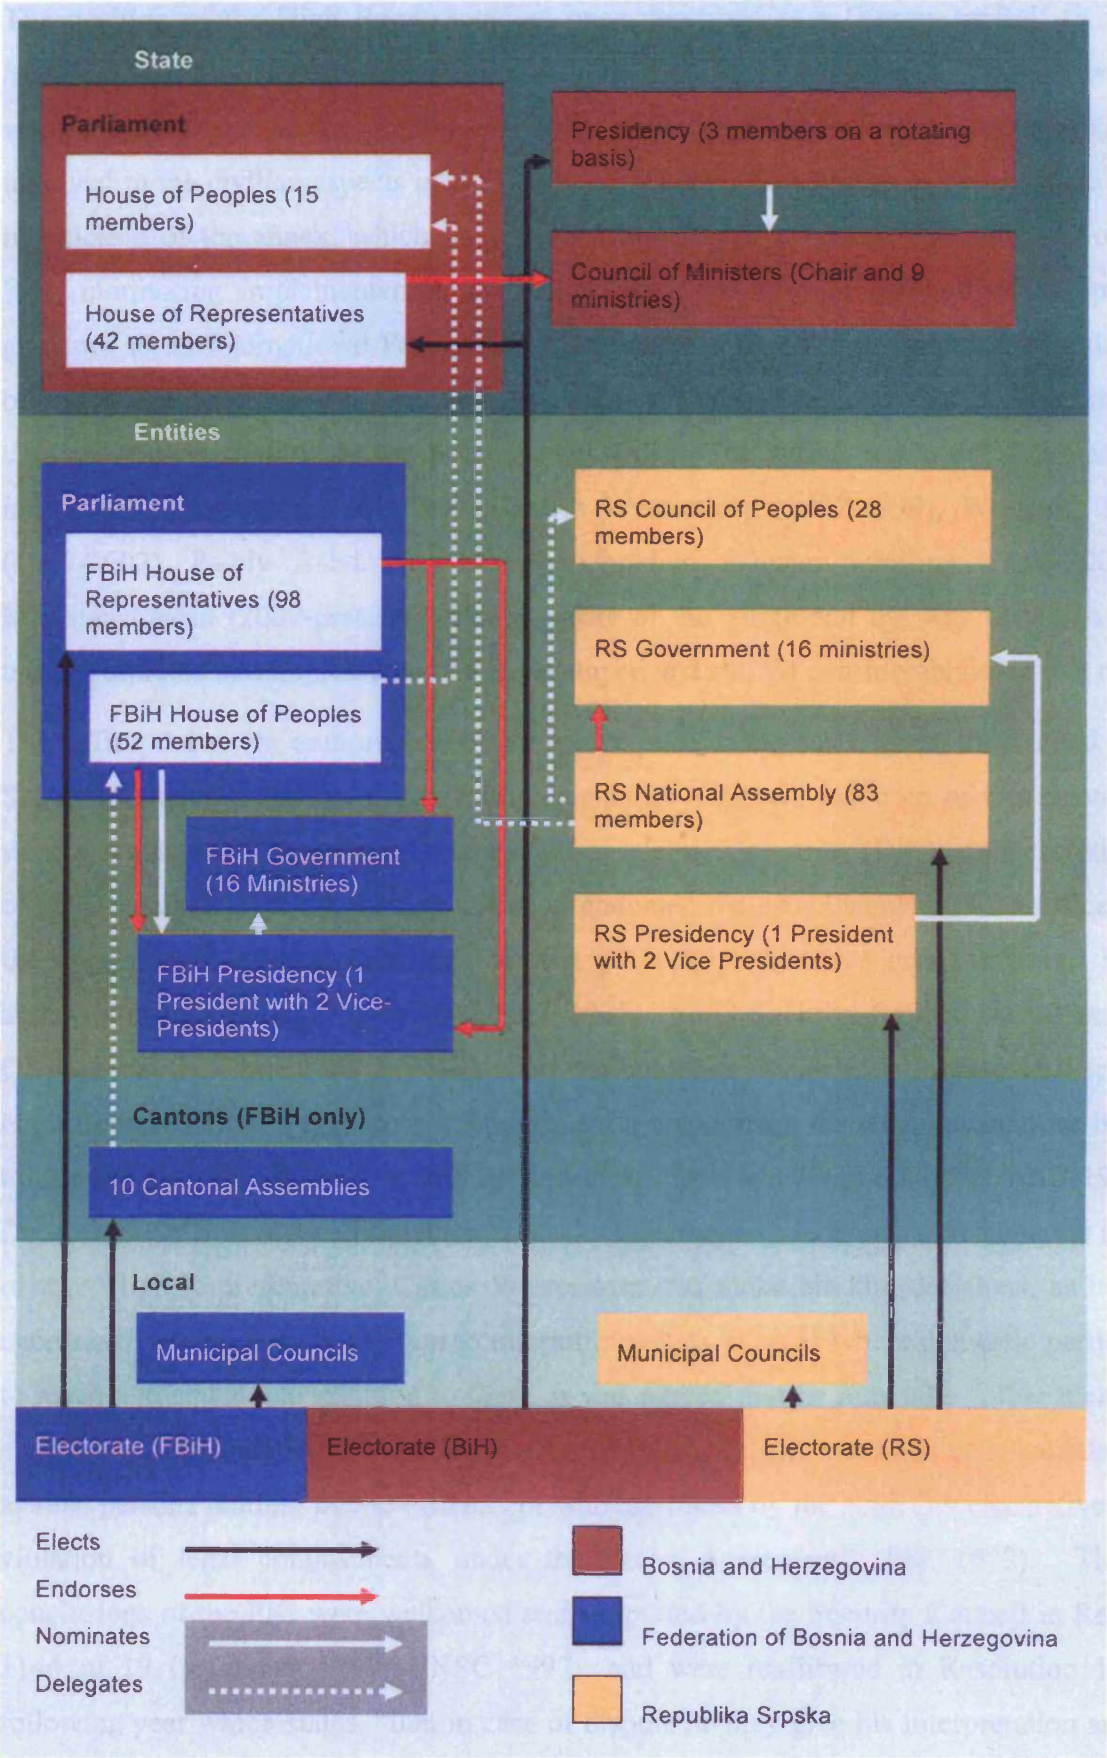 State
Parliament
House of Peoples (15
members)
House of Representatives
(42 members)
Presidency (3 members on a rotating
basis)
Council of Ministers (Chair and 9
ministries)
Entities
Parliament
FBiH House of
Representatives (98
members)
FBiH House of Peoples
(52 members)
FBiH Government
(16 Ministries)
FBiH Presidency (1
President with 2 Vice-
Presidents)
RS Council of Peoples (28
members)
RS Government (16 ministries)
RS National Assembly (83
members)
RS Presidency (1 President
with 2 Vice Presidents)
Cantons (FBiH only)
10 Cantonal Assemblies
Local
Municipal Councils
Municipal Councils
Electorate (FBiH)
Electorate (BiH)
Electorate (RS)
Elects
Endorses
Nominates
Delegates
Bosnia and Herzegovina
Federation of Bosnia and Herzegovina
Republika Srpska